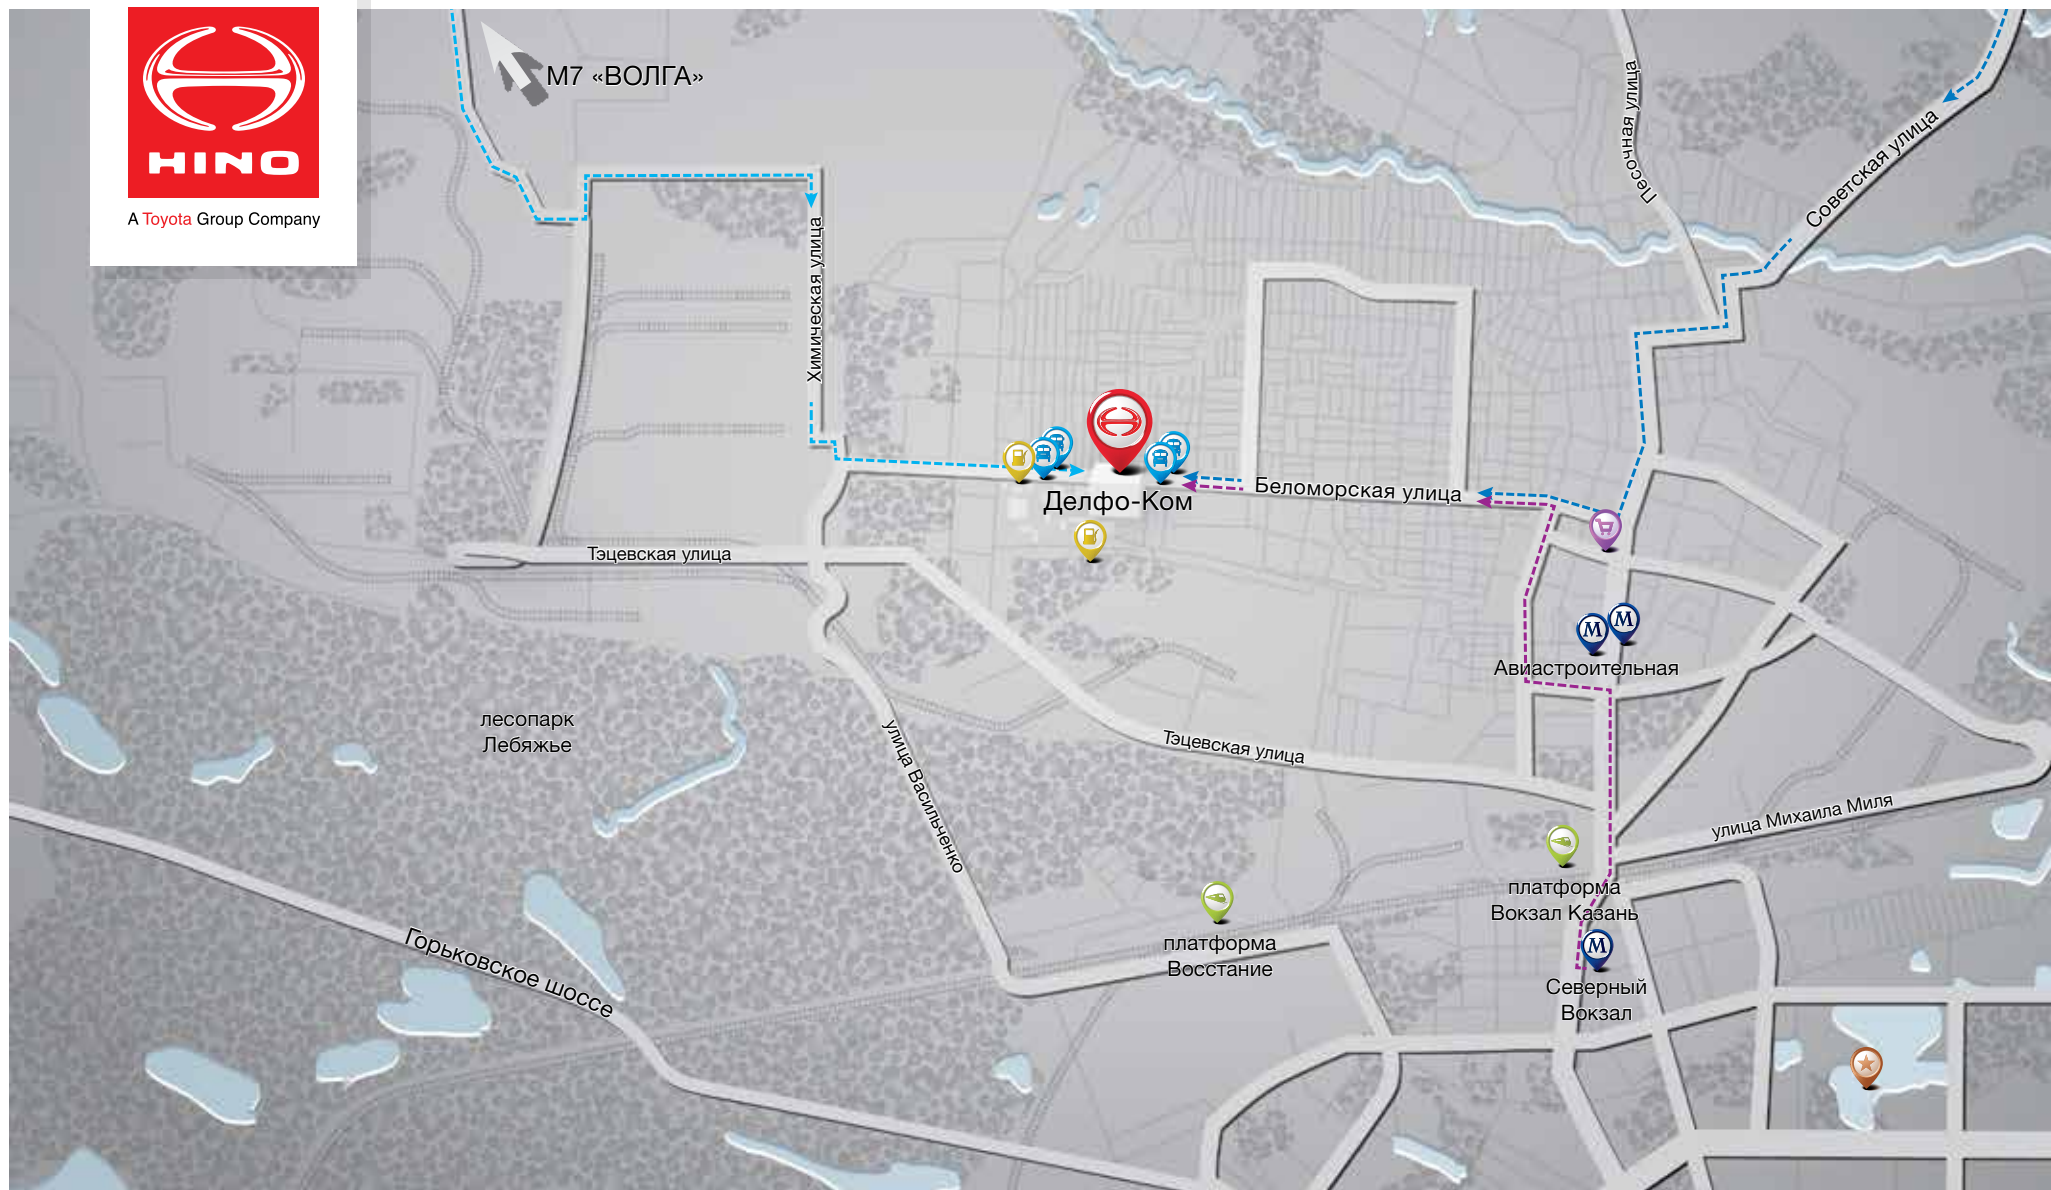 HINO
A Toyota Group Company
М7 «ВОЛГА»
Песочная улица
Советская улица
Химическая улица
Беломорская улица
Делфо-Ком
Тэцевская улица
M
M
Авиастроительная
лесопарк
Лебяжье
улица Васильченко
Тэцевская улица
улица Михаила Миля
платформа
Вокзал Казань
платформа
Восстание
Горьковское шоссе
M
Северный
Вокзал